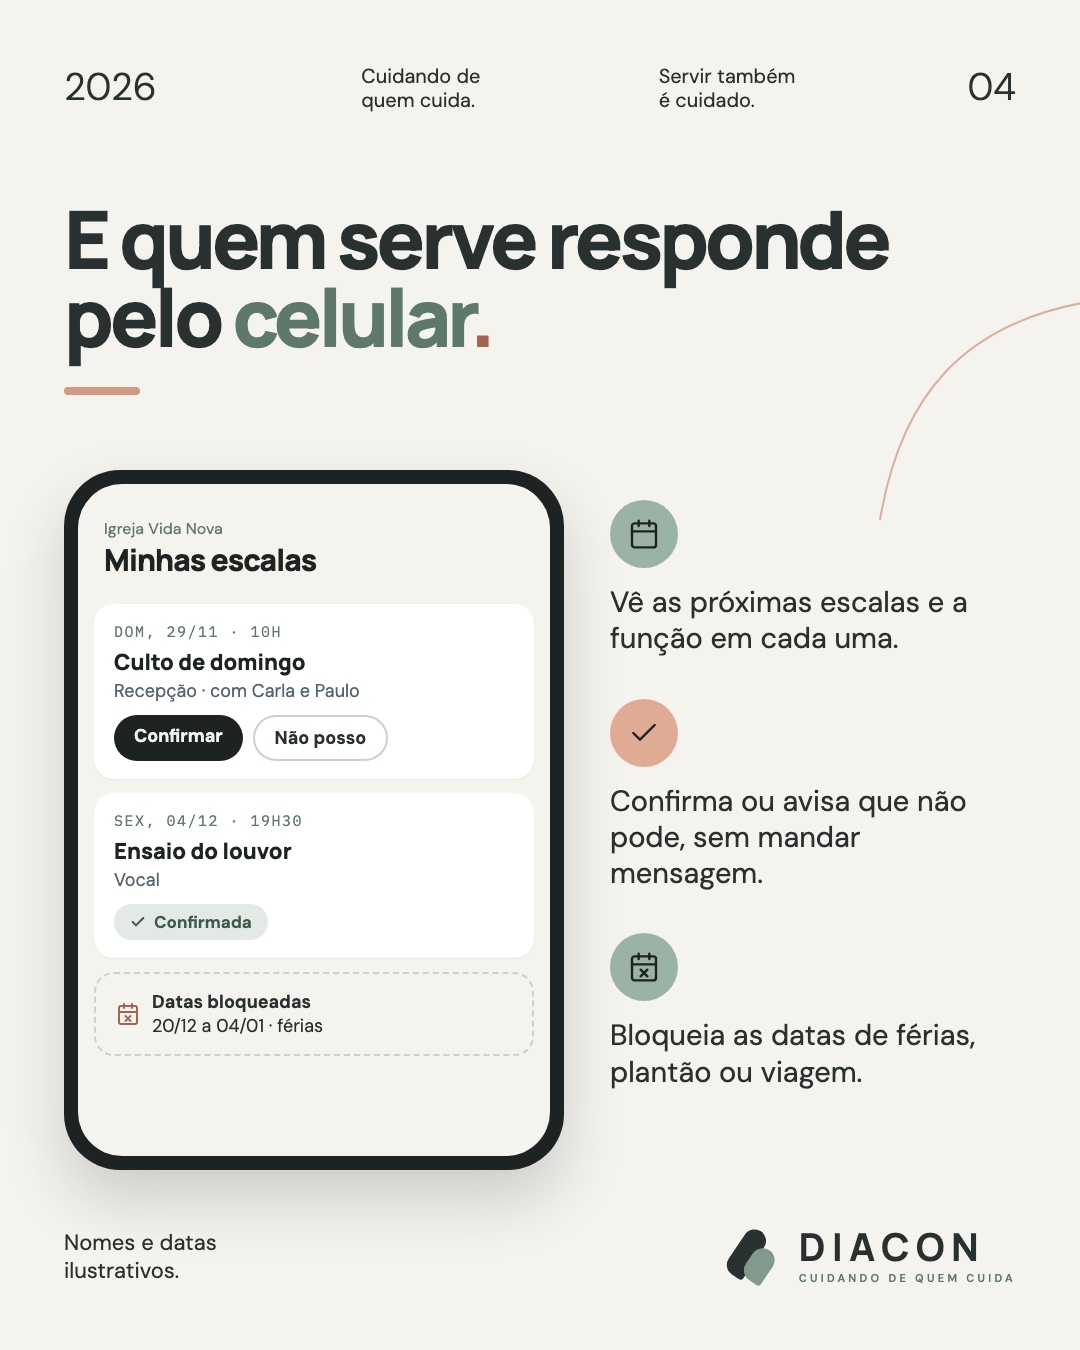 2026
Cuidando de
quem cuida.
Servir também
é cuidado.
04
E quem serve responde
pelo celular.
Igreja Vida Nova
Minhas escalas
DOM, 29/11 · 10H
Culto de domingo
Recepção · com Carla e Paulo
Confirmar
Não posso
SEX, 04/12 · 19H30
Ensaio do louvor
Vocal
Confirmada
Datas bloqueadas
20/12 a 04/01 · férias
Vê as próximas escalas e a
função em cada uma.
Confirma ou avisa que não
pode, sem mandar
mensagem.
Bloqueia as datas de férias,
plantão ou viagem.
Nomes e datas
ilustrativos.
DIACON
CUIDANDO DE QUEM CUIDA